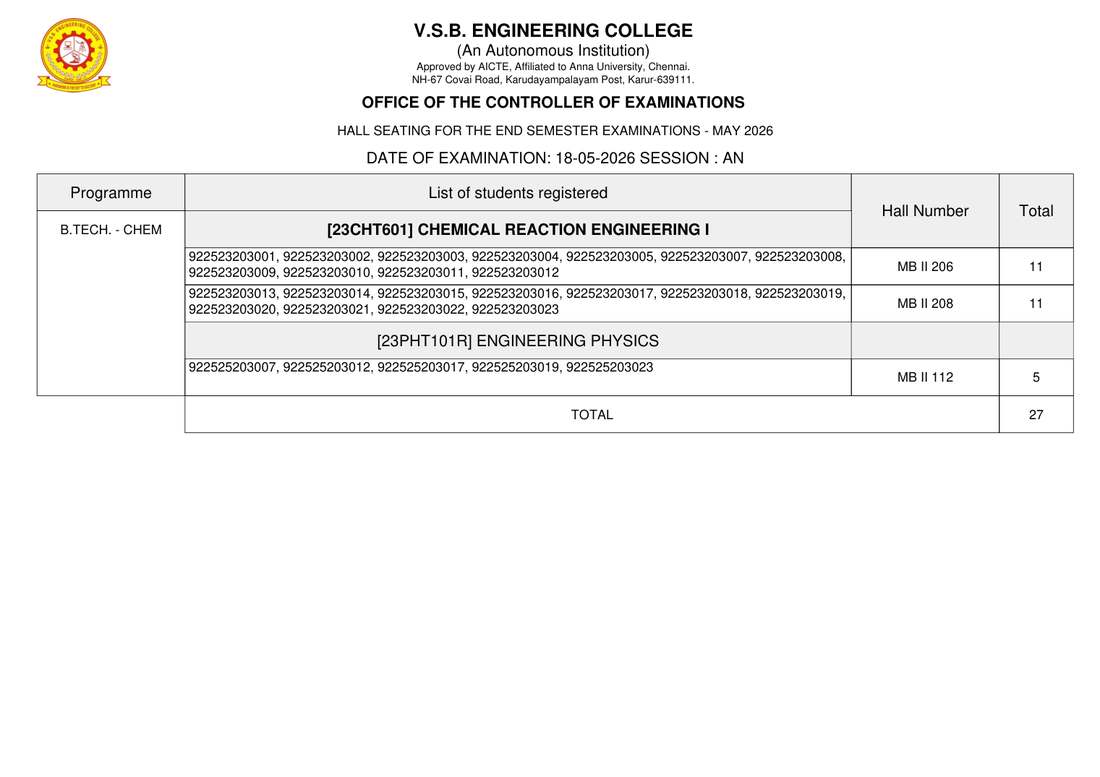 V.S.B. ENGINEERING COLLEGE
(An Autonomous Institution)
Approved by AICTE, Affiliated to Anna University, Chennai.
NH-67 Covai Road, Karudayampalayam Post, Karur-639111.
OFFICE OF THE CONTROLLER OF EXAMINATIONS
HALL SEATING FOR THE END SEMESTER EXAMINATIONS - MAY 2026
DATE OF EXAMINATION: 18-05-2026 SESSION : AN
Programme List of students registered Hall Number Total
B.TECH. - CHEM [23CHT601] CHEMICAL REACTION ENGINEERING I
922523203001, 922523203002, 922523203003, 922523203004, 922523203005, 922523203007, 922523203008,
922523203009, 922523203010, 922523203011, 922523203012
MB II 206 11
922523203013, 922523203014, 922523203015, 922523203016, 922523203017, 922523203018, 922523203019,
922523203020, 922523203021, 922523203022, 922523203023
MB II 208 11
[23PHT101R] ENGINEERING PHYSICS
922525203007, 922525203012, 922525203017, 922525203019, 922525203023
MB II 112 5
TOTAL 27